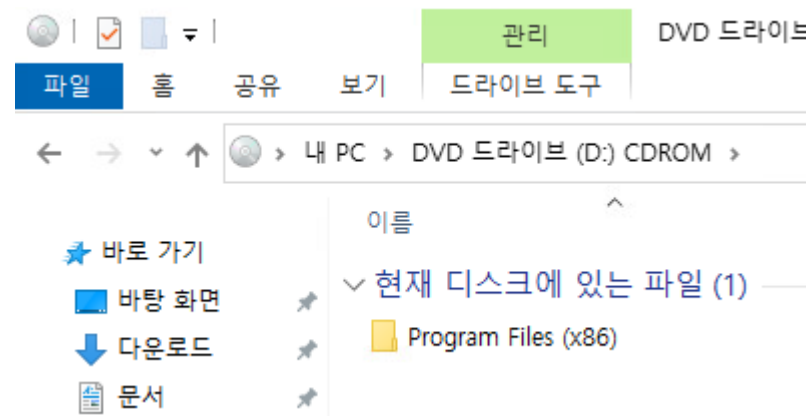 관리 DVD 드라이브
파일 홈 공유 보기 드라이브 도구
내 PC DVD 드라이브 (D:) CDROM
이름
바로 가기
현재 디스크에 있는 파일 (1)
바탕 화면
Program Files (x86)
다운로드
문서